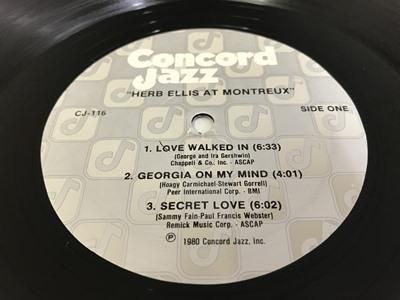 Concord
Jazz
"HERB ELLIS AT MONTREUX"
CJ-116
SIDE ONE
1. LOVE WALKED IN (6:33)
(George and Ira Gershwin)
Chappell & Co. Inc. - ASCAP
2. GEORGIA ON MY MIND (4:01)
(Hoagy Carmichael-Stewart Gorrell)
Peer International Corp. - BMI
3. SECRET LOVE (6:02)
(Sammy Fain-Paul Francis Webster)
Remick Music Corp. - ASCAP
Ⓟ 1980 Concord Jazz, Inc.